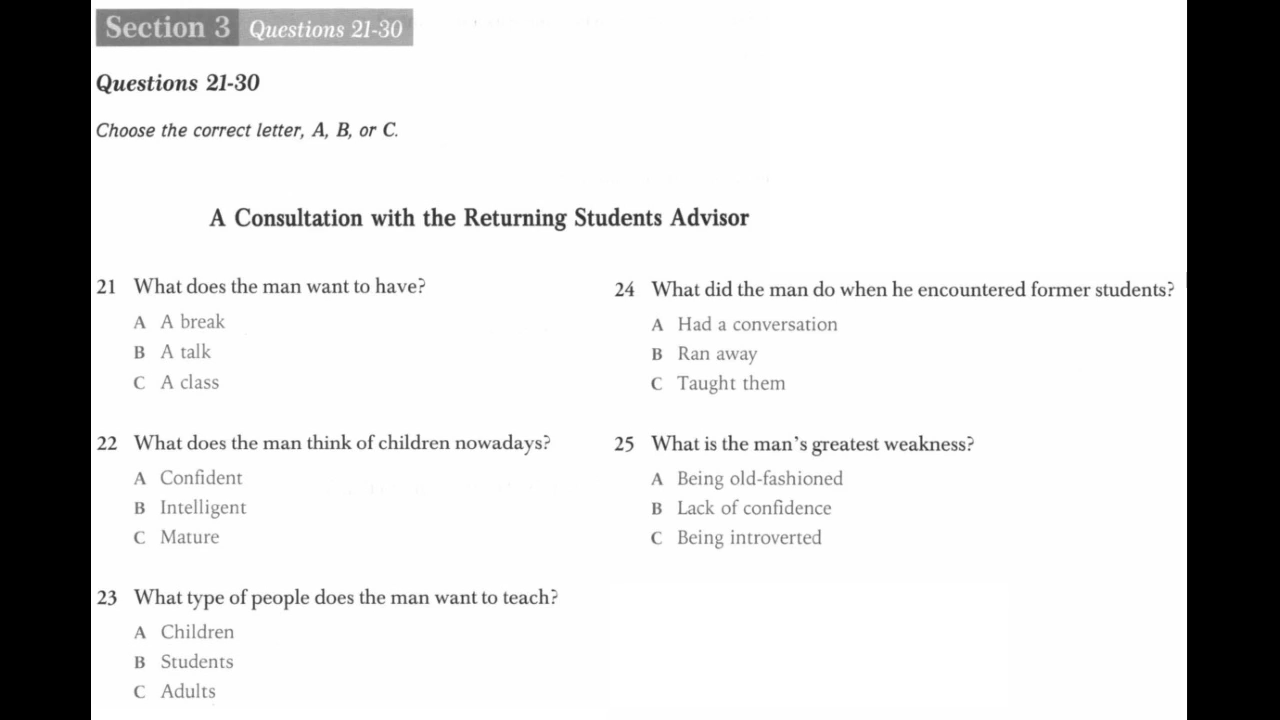 Section 3 Questions 21-30
Questions 21-30
Choose the correct letter, A, B, or C.
A Consultation with the Returning Students Advisor
21 What does the man want to have?
A A break
B A talk
C A class
22 What does the man think of children nowadays?
A Confident
B Intelligent
C Mature
23 What type of people does the man want to teach?
A Children
B Students
C Adults
24 What did the man do when he encountered former students?
A Had a conversation
B Ran away
C Taught them
25 What is the man's greatest weakness?
A Being old-fashioned
B Lack of confidence
C Being introverted